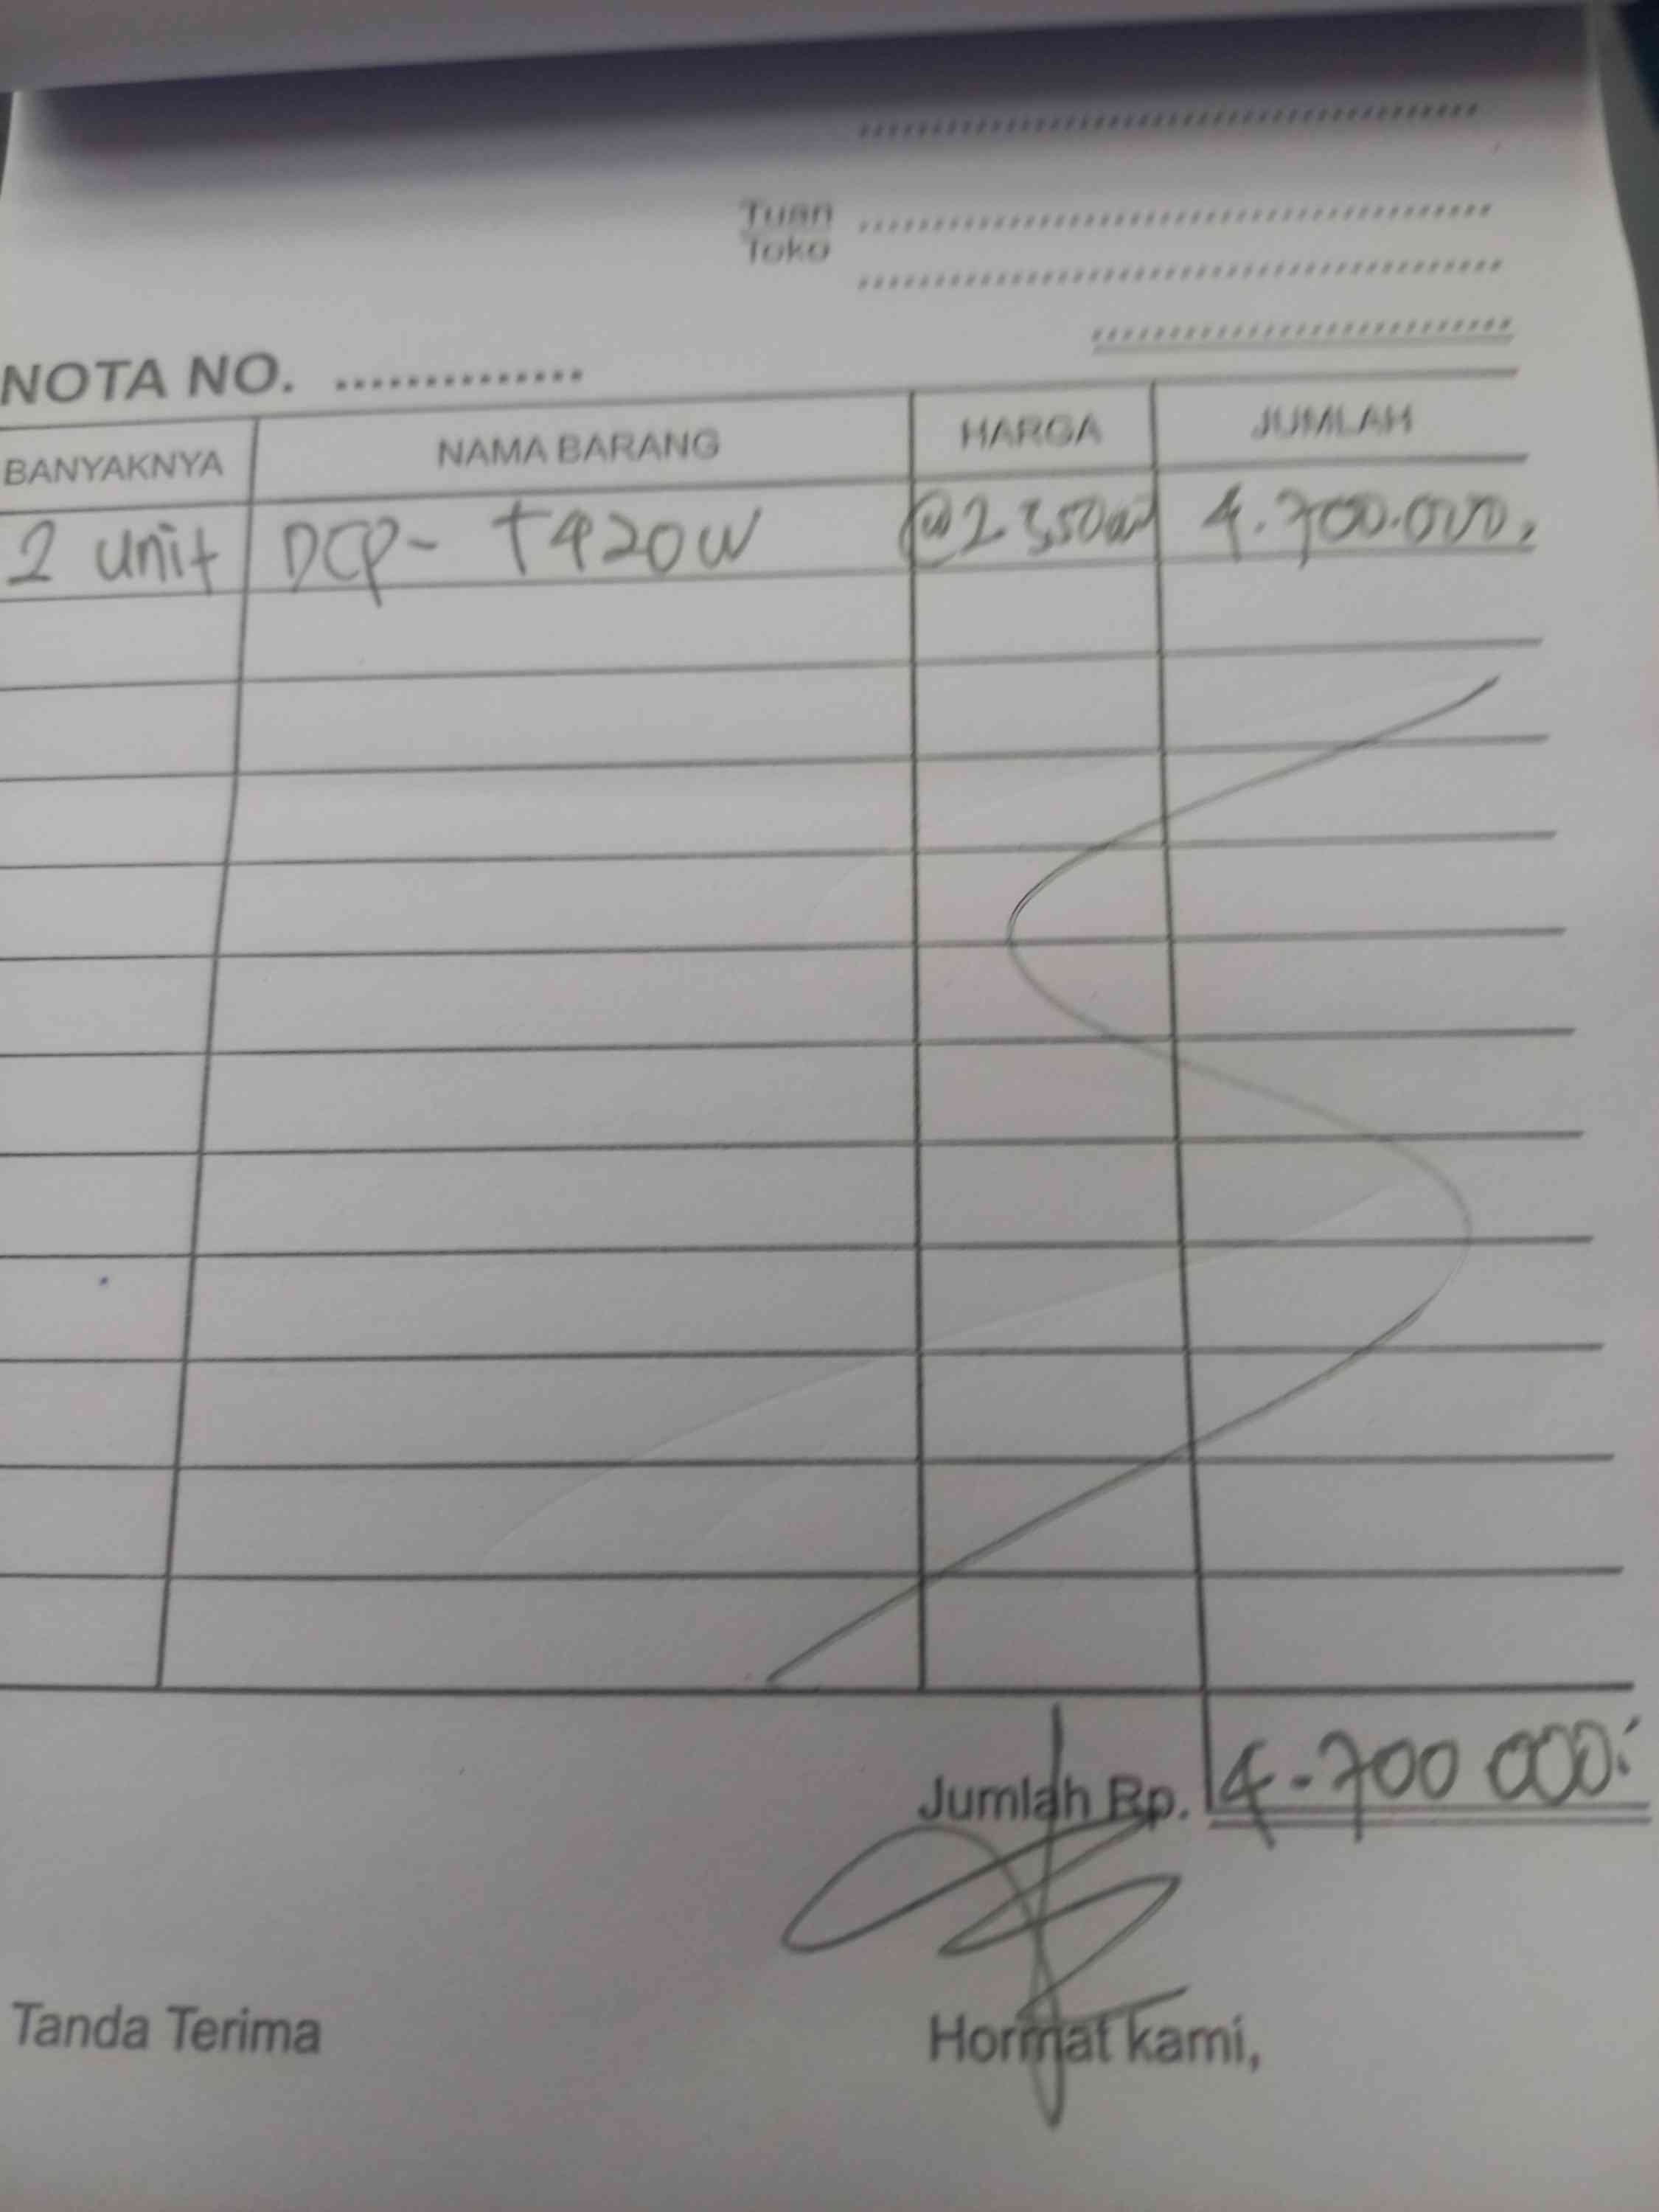 Tuan
Toko
NOTA NO. ..............
BANYAKNYA NAMA BARANG HARGA JUMLAH
2 unit DCP- T420W @2.350.000 4.700.000,
Jumlah Rp. 4.700 000
Tanda Terima Hormat kami,